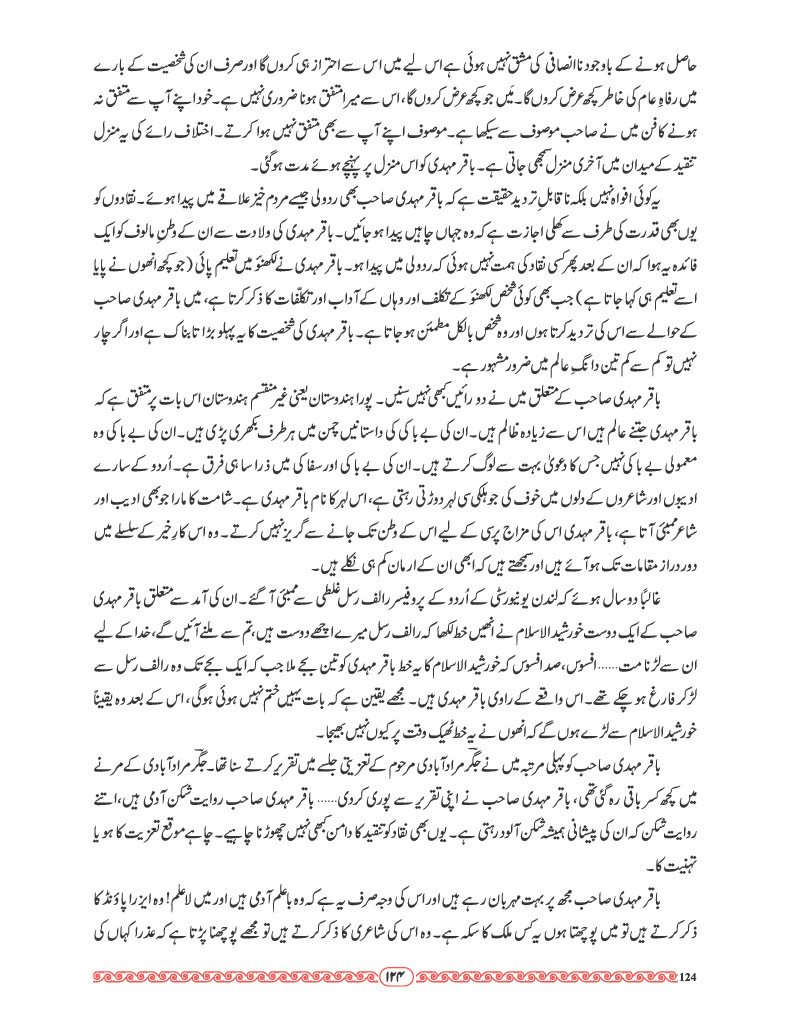 حاصل ہونے کے باوجود نا انصافی کی مشق نہیں ہوئی ہے اس لیے میں اس سے احتراز ہی کروں گا اور صرف ان کی شخصیت کے بارے
میں رفاہِ عام کی خاطر کچھ عرض کروں گا۔ مَیں جو کچھ عرض کروں گا، اس سے میرا متفق ہونا ضروری نہیں ہے۔ خود اپنے آپ سے متفق نہ
ہونے کا فن میں نے صاحب موصوف سے سیکھا ہے۔ موصوف اپنے آپ سے بھی متفق نہیں ہوا کرتے۔ اختلاف رائے کی یہ منزل
تنقید کے میدان میں آخری منزل سمجھی جاتی ہے۔ باقر مہدی کو اس منزل پر پہنچے ہوئے مدت ہوگئی۔
یہ کوئی افواہ نہیں بلکہ ناقابلِ تردید حقیقت ہے کہ باقر مہدی صاحب بھی ردولی جیسے مردم خیز علاقے میں پیدا ہوئے۔ نقادوں کو
یوں بھی قدرت کی طرف سے کھلی اجازت ہے کہ وہ جہاں چاہیں پیدا ہو جائیں۔ باقر مہدی کی ولادت سے ان کے وطنِ مالوف کو ایک
فائدہ یہ ہوا کہ ان کے بعد پھر کسی نقاد کی ہمت نہیں ہوئی کہ ردولی میں پیدا ہو۔ باقر مہدی نے لکھنؤ میں تعلیم پائی (جو کچھ انھوں نے پایا
اسے تعلیم ہی کہا جاتا ہے) جب بھی کوئی شخص لکھنؤ کے تکلف اور وہاں کے آداب اور تکلّفات کا ذکر کرتا ہے، میں باقر مہدی صاحب
کے حوالے سے اس کی تردید کرتا ہوں اور وہ شخص بالکل مطمئن ہو جاتا ہے۔ باقر مہدی کی شخصیت کا یہ پہلو بڑا تابناک ہے اور اگر چار
نہیں تو کم سے کم تین دانگِ عالم میں ضرور مشہور ہے۔
باقر مہدی صاحب کے متعلق میں نے دو رائیں کبھی نہیں سنیں۔ پورا ہندوستان یعنی غیر منقسم ہندوستان اس بات پر متفق ہے کہ
باقر مہدی جتنے عالم ہیں اس سے زیادہ ظالم ہیں۔ ان کی بے باکی کی داستانیں چمن میں ہر طرف بکھری پڑی ہیں۔ ان کی بے باکی وہ
معمولی بے باکی نہیں جس کا دعویٰ بہت سے لوگ کرتے ہیں۔ ان کی بے باکی اور سفاکی میں ذرا سا ہی فرق ہے۔ اُردو کے سارے
ادیبوں اور شاعروں کے دلوں میں خوف کی جو ہلکی سی لہر دوڑتی رہتی ہے، اس لہر کا نام باقر مہدی ہے۔ شامت کا مارا جو بھی ادیب اور
شاعر ممبئی آتا ہے، باقر مہدی اس کی مزاج پرسی کے لیے اس کے وطن تک جانے سے گریز نہیں کرتے۔ وہ اس کارِ خیر کے سلسلے میں
دور دراز مقامات تک ہو آئے ہیں اور سمجھتے ہیں کہ ابھی ان کے ارمان کم ہی نکلے ہیں۔
غالباً دو سال ہوئے کہ لندن یونیورسٹی کے اُردو کے پروفیسر رالف رسل غلطی سے ممبئی آ گئے۔ ان کی آمد سے متعلق باقر مہدی
صاحب کے ایک دوست خورشید الاسلام نے انھیں خط لکھا کہ رالف رسل میرے اچھے دوست ہیں، تم سے ملنے آئیں گے، خدا کے لیے
ان سے لڑنا مت...... افسوس، صد افسوس کہ خورشید الاسلام کا یہ خط باقر مہدی کو تین بجے ملا جب کہ ایک بجے تک وہ رالف رسل سے
لڑ کر فارغ ہو چکے تھے۔ اس واقعے کے راوی باقر مہدی ہیں۔ مجھے یقین ہے کہ بات یہیں ختم نہیں ہوئی ہوگی، اس کے بعد وہ یقیناً
خورشید الاسلام سے لڑے ہوں گے کہ انھوں نے یہ خط ٹھیک وقت پر کیوں نہیں بھیجا۔
باقر مہدی صاحب کو پہلی مرتبہ میں نے جگر مراد آبادی مرحوم کے تعزیتی جلسے میں تقریر کرتے سنا تھا۔ جگر مراد آبادی کے مرنے
میں کچھ کسر باقی رہ گئی تھی، باقر مہدی صاحب نے اپنی تقریر سے پوری کردی...... باقر مہدی صاحب روایت شکن آدمی ہیں، اتنے
روایت شکن کہ ان کی پیشانی ہمیشہ شکن آلود رہتی ہے۔ یوں بھی نقاد کو تنقید کا دامن کبھی نہیں چھوڑنا چاہیے۔ چاہے موقع تعزیت کا ہو یا
تہنیت کا۔
باقر مہدی صاحب مجھ پر بہت مہربان رہے ہیں اور اس کی وجہ صرف یہ ہے کہ وہ باعلم آدمی ہیں اور میں لاعلم! وہ ایزرا پاؤنڈ کا
ذکر کرتے ہیں تو میں پوچھتا ہوں یہ کس ملک کا سکہ ہے۔ وہ اس کی شاعری کا ذکر کرتے ہیں تو مجھے پوچھنا پڑتا ہے کہ عذرا کہاں کی
۱۲۴
124